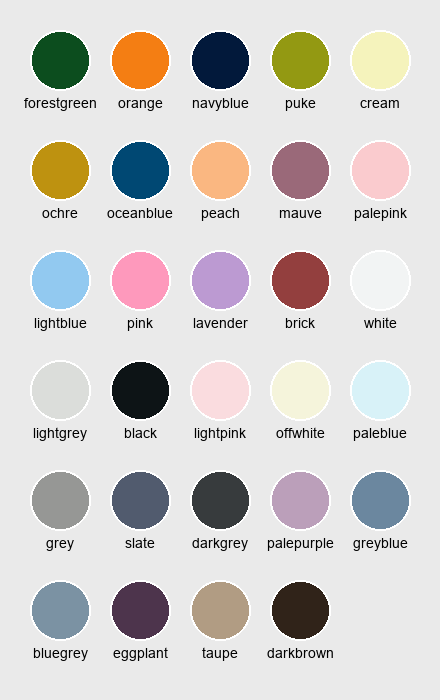 forestgreen orange navyblue puke cream
ochre oceanblue peach mauve palepink
lightblue pink lavender brick white
lightgrey black lightpink offwhite paleblue
grey slate darkgrey palepurple greyblue
bluegrey eggplant taupe darkbrown